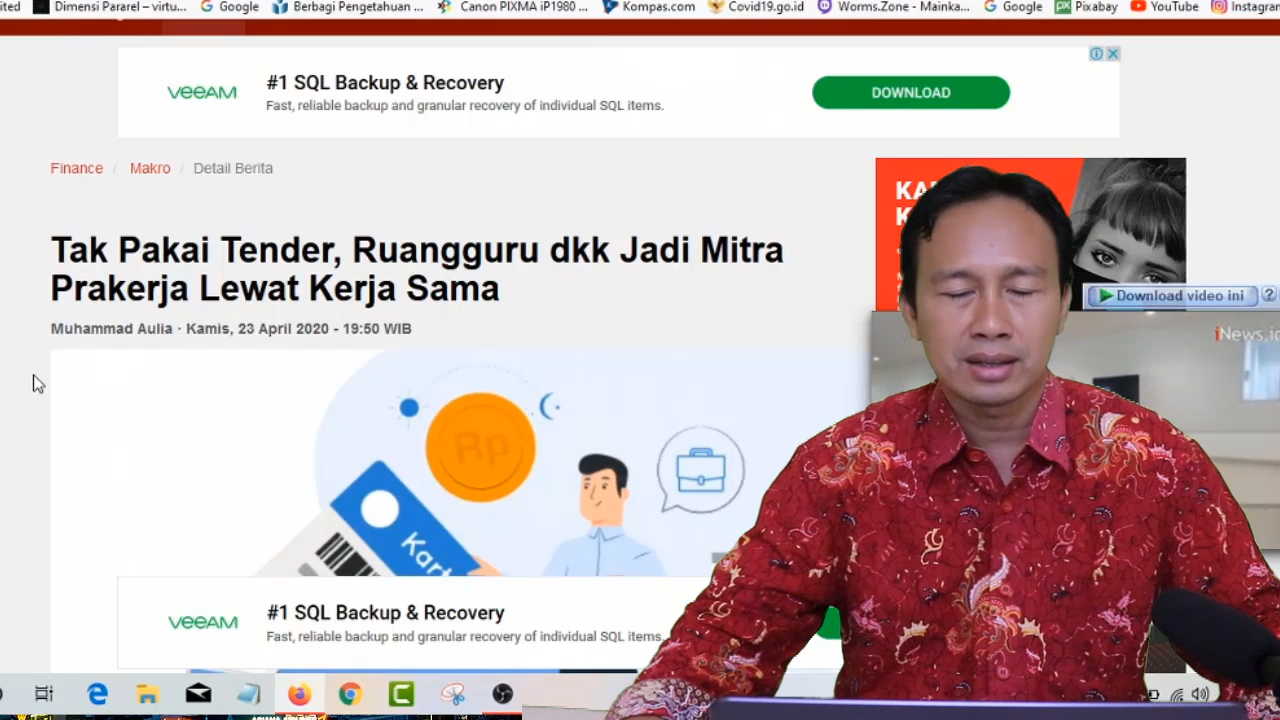 ited Dimensi Pararel – virtu... Google Berbagi Pengetahuan ... Canon PIXMA iP1980 ... Kompas.com Covid19.go.id Worms.Zone - Mainka... Google Pixabay YouTube Instagram
VEEAM
#1 SQL Backup & Recovery
Fast, reliable backup and granular recovery of individual SQL items.
DOWNLOAD
Finance / Makro / Detail Berita
Tak Pakai Tender, Ruangguru dkk Jadi Mitra
Prakerja Lewat Kerja Sama
Muhammad Aulia · Kamis, 23 April 2020 - 19:50 WIB
Download video ini ?
iNews.id
Rp
Kart
VEEAM
#1 SQL Backup & Recovery
Fast, reliable backup and granular recovery of individual SQL items.